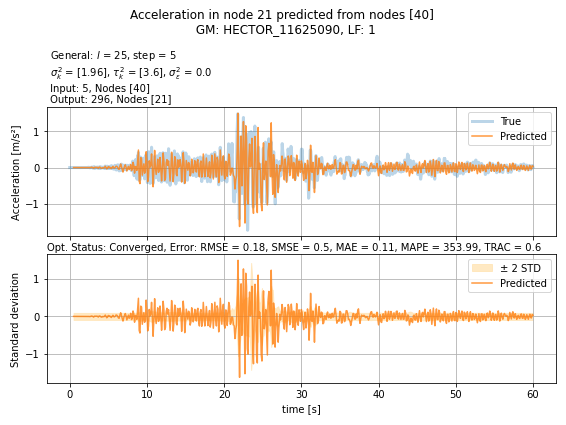 Acceleration in node 21 predicted from nodes [40]
GM: HECTOR_11625090, LF: 1
General: l = 25, step = 5
σ²ₖ = [1.96], τ²ₖ = [3.6], σ²ₑ = 0.0
Input: 5, Nodes [40]
Output: 296, Nodes [21]
Acceleration [m/s²]
1
0
−1
True
Predicted
Opt. Status: Converged, Error: RMSE = 0.18, SMSE = 0.5, MAE = 0.11, MAPE = 353.99, TRAC = 0.6
Standard deviation
1
0
−1
± 2 STD
Predicted
0 10 20 30 40 50 60
time [s]